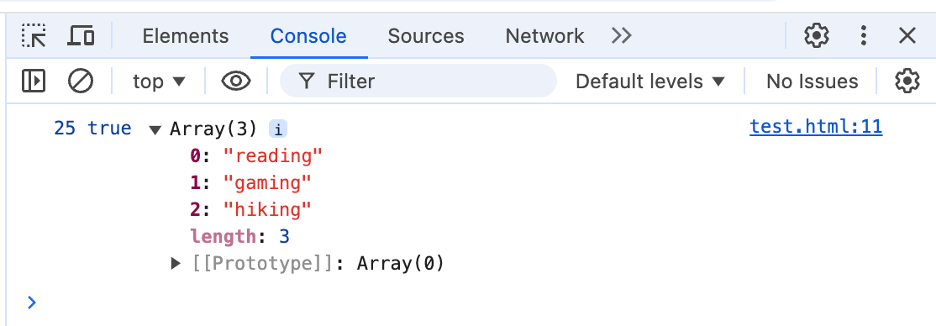 Elements Console Sources Network
top Filter Default levels No Issues
25 true Array(3) i test.html:11
0: "reading"
1: "gaming"
2: "hiking"
length: 3
[[Prototype]]: Array(0)